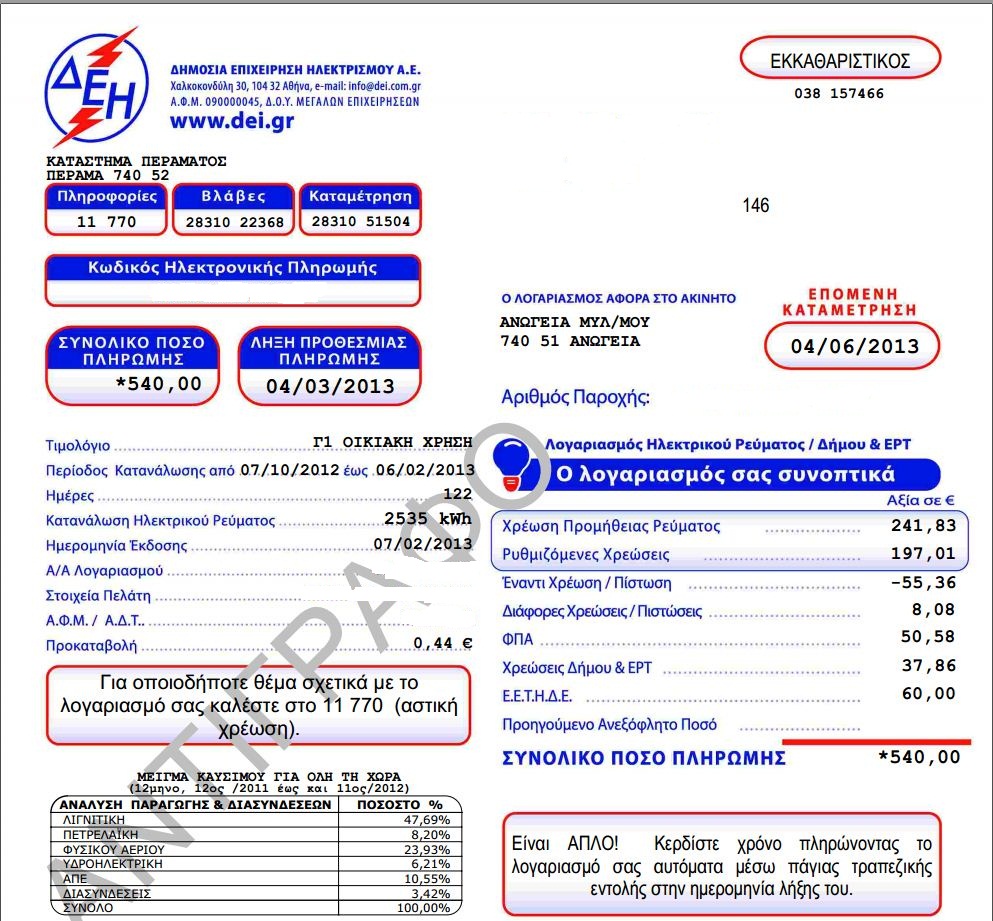 ΔΕΗ
ΔΗΜΟΣΙΑ ΕΠΙΧΕΙΡΗΣΗ ΗΛΕΚΤΡΙΣΜΟΥ Α.Ε.
Χαλκοκονδύλη 30, 104 32 Αθήνα, e-mail: info@dei.com.gr
Α.Φ.Μ. 090000045, Δ.Ο.Υ. ΜΕΓΑΛΩΝ ΕΠΙΧΕΙΡΗΣΕΩΝ
www.dei.gr
ΕΚΚΑΘΑΡΙΣΤΙΚΟΣ
038 157466
ΚΑΤΑΣΤΗΜΑ ΠΕΡΑΜΑΤΟΣ
ΠΕΡΑΜΑ 740 52
Πληροφορίες Βλάβες Καταμέτρηση
11 770 28310 22368 28310 51504
146
Κωδικός Ηλεκτρονικής Πληρωμής
Ο ΛΟΓΑΡΙΑΣΜΟΣ ΑΦΟΡΑ ΣΤΟ ΑΚΙΝΗΤΟ
ΑΝΩΓΕΙΑ ΜΥΛ/ΜΟΥ
740 51 ΑΝΩΓΕΙΑ
ΕΠΟΜΕΝΗ
ΚΑΤΑΜΕΤΡΗΣΗ
04/06/2013
ΣΥΝΟΛΙΚΟ ΠΟΣΟ
ΠΛΗΡΩΜΗΣ
*540,00
ΛΗΞΗ ΠΡΟΘΕΣΜΙΑΣ
ΠΛΗΡΩΜΗΣ
04/03/2013
Αριθμός Παροχής:
Τιμολόγιο Γ1 ΟΙΚΙΑΚΗ ΧΡΗΣΗ
Περίοδος Κατανάλωσης από 07/10/2012 έως 06/02/2013
Ημέρες 122
Κατανάλωση Ηλεκτρικού Ρεύματος 2535 kWh
Ημερομηνία Έκδοσης 07/02/2013
Α/Α Λογαριασμού
Στοιχεία Πελάτη
Α.Φ.Μ. / Α.Δ.Τ..
Προκαταβολή 0,44 €
Λογαριασμός Ηλεκτρικού Ρεύματος / Δήμου & ΕΡΤ
Ο λογαριασμός σας συνοπτικά
Αξία σε €
Χρέωση Προμήθειας Ρεύματος 241,83
Ρυθμιζόμενες Χρεώσεις 197,01
Έναντι Χρέωση / Πίστωση -55,36
Διάφορες Χρεώσεις / Πιστώσεις 8,08
ΦΠΑ 50,58
Χρεώσεις Δήμου & ΕΡΤ 37,86
Ε.Ε.Τ.Η.Δ.Ε. 60,00
Προηγούμενο Ανεξόφλητο Ποσό
ΣΥΝΟΛΙΚΟ ΠΟΣΟ ΠΛΗΡΩΜΗΣ *540,00
Για οποιοδήποτε θέμα σχετικά με το
λογαριασμό σας καλέστε στο 11 770 (αστική
χρέωση).
ΜΕΙΓΜΑ ΚΑΥΣΙΜΟΥ ΓΙΑ ΟΛΗ ΤΗ ΧΩΡΑ
(12μηνο, 12ος /2011 έως και 11ος/2012)
ΑΝΑΛΥΣΗ ΠΑΡΑΓΩΓΗΣ & ΔΙΑΣΥΝΔΕΣΕΩΝ ΠΟΣΟΣΤΟ %
ΛΙΓΝΙΤΙΚΗ 47,69%
ΠΕΤΡΕΛΑΪΚΗ 8,20%
ΦΥΣΙΚΟΥ ΑΕΡΙΟΥ 23,93%
ΥΔΡΟΗΛΕΚΤΡΙΚΗ 6,21%
ΑΠΕ 10,55%
ΔΙΑΣΥΝΔΕΣΕΙΣ 3,42%
ΣΥΝΟΛΟ 100,00%
Είναι ΑΠΛΟ! Κερδίστε χρόνο πληρώνοντας το
λογαριασμό σας αυτόματα μέσω πάγιας τραπεζικής
εντολής στην ημερομηνία λήξης του.
ΑΝΤΙΓΡΑΦΟ